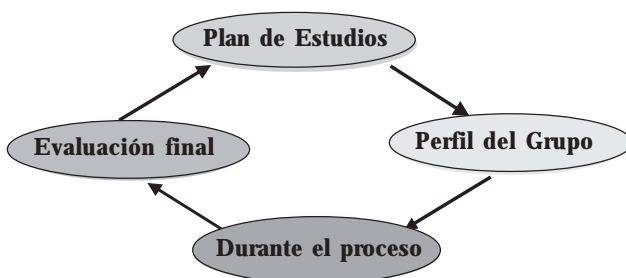 Plan de Estudios
Perfil del Grupo
Durante el proceso
Evaluación final